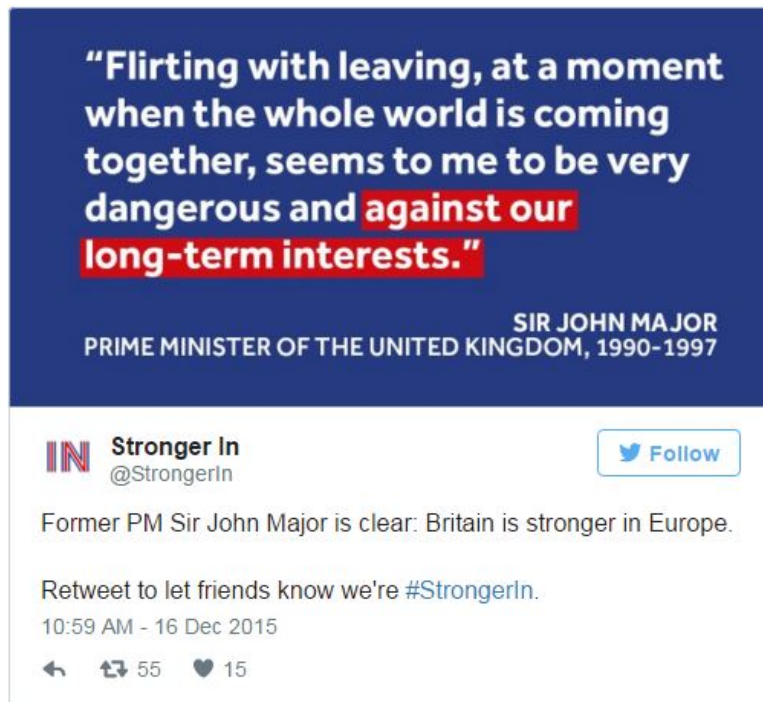 “Flirting with leaving, at a moment
when the whole world is coming
together, seems to me to be very
dangerous and against our
long-term interests.”
SIR JOHN MAJOR
PRIME MINISTER OF THE UNITED KINGDOM, 1990-1997
IN
Stronger In
@StrongerIn
Follow
Former PM Sir John Major is clear: Britain is stronger in Europe.
Retweet to let friends know we're #StrongerIn.
10:59 AM - 16 Dec 2015
55 15